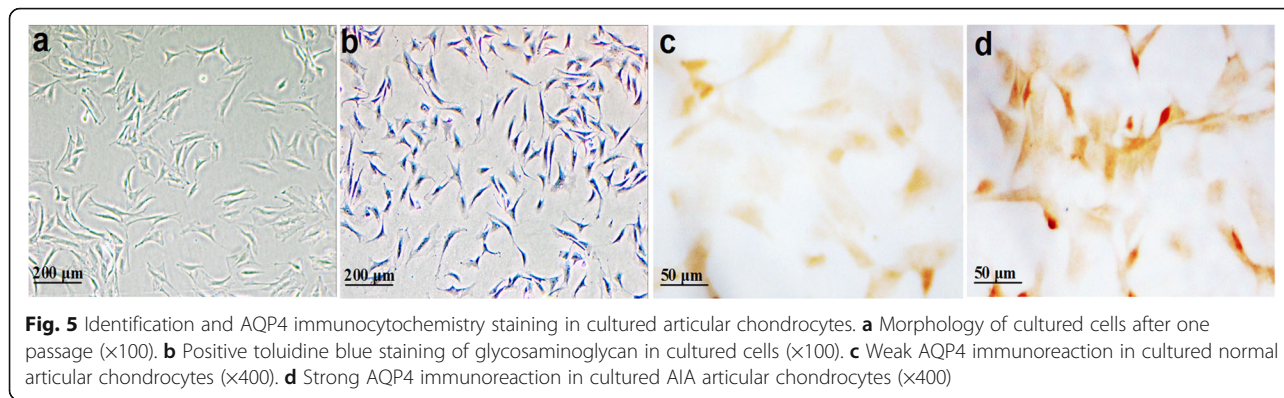 a b c d
200 µm 200 µm 50 µm 50 µm
Fig. 5 Identification and AQP4 immunocytochemistry staining in cultured articular chondrocytes. a Morphology of cultured cells after one
passage (×100). b Positive toluidine blue staining of glycosaminoglycan in cultured cells (×100). c Weak AQP4 immunoreaction in cultured normal
articular chondrocytes (×400). d Strong AQP4 immunoreaction in cultured AIA articular chondrocytes (×400)